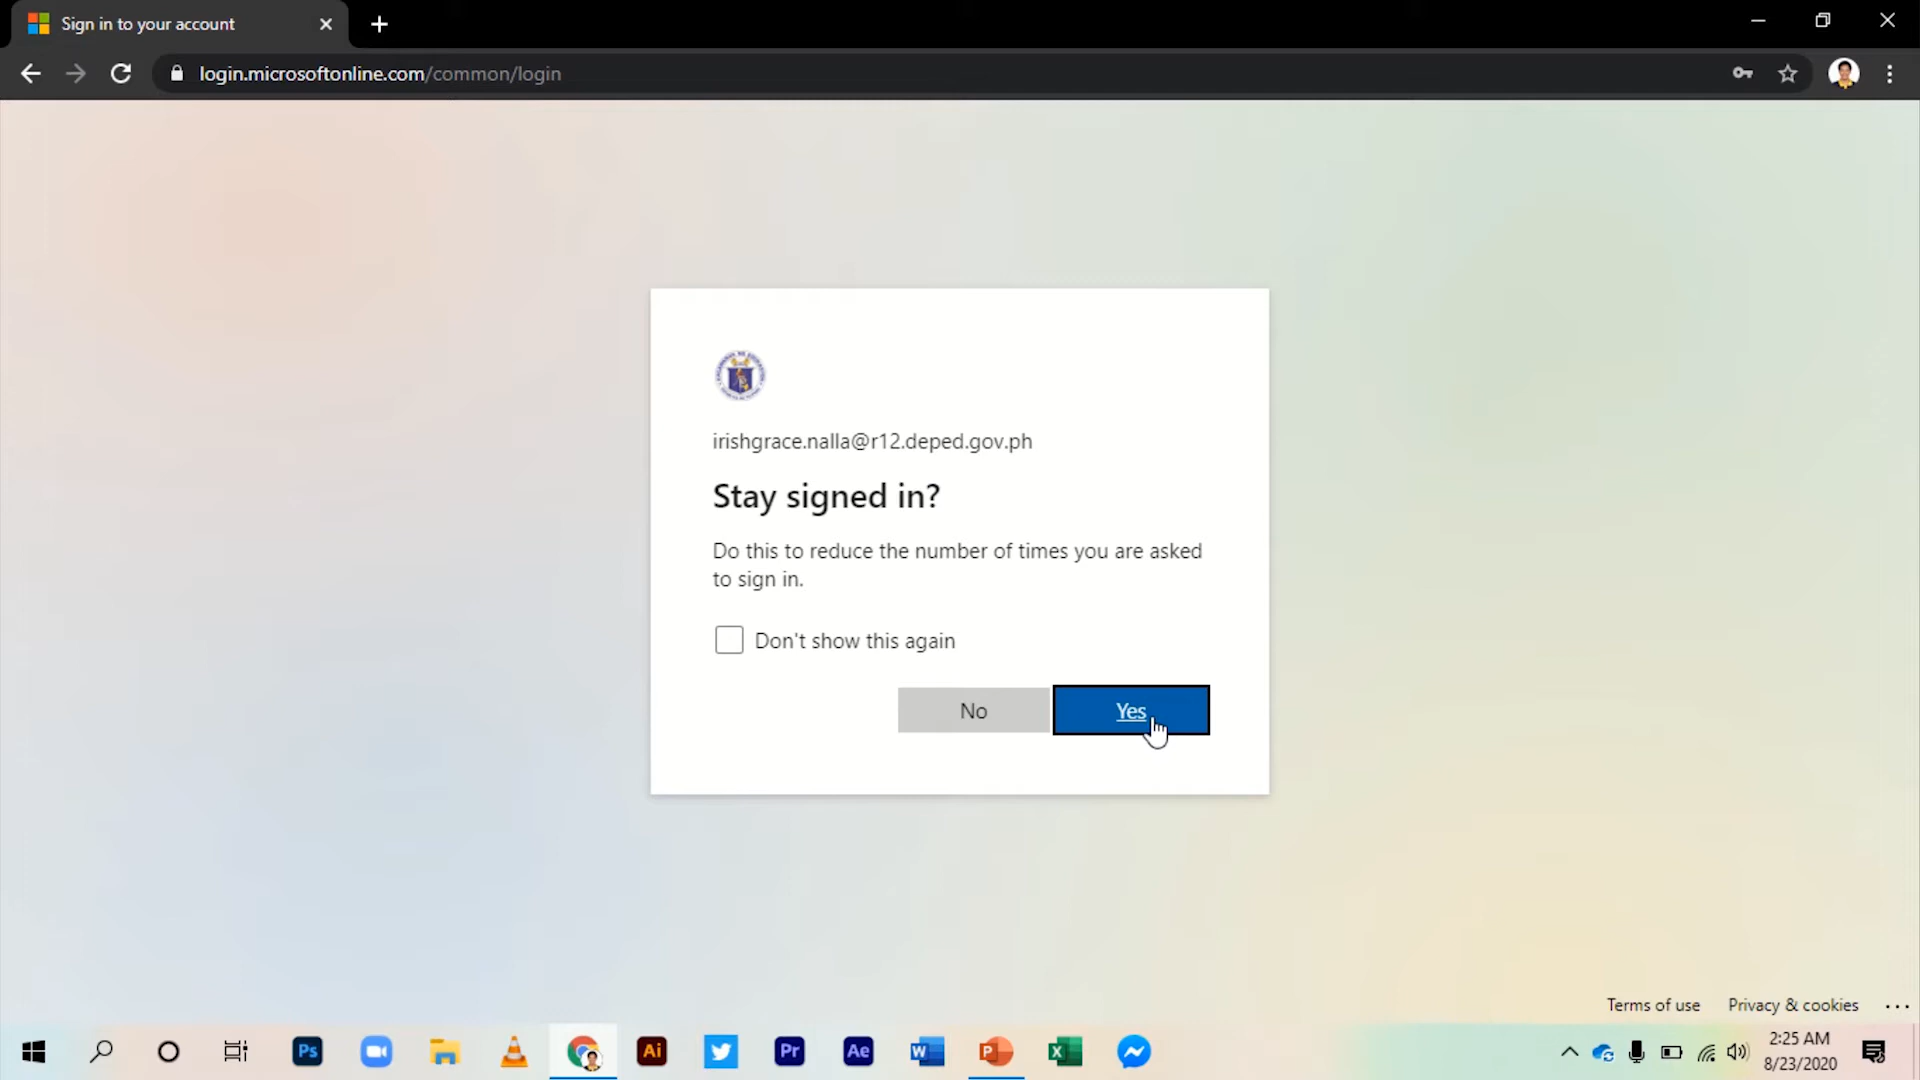 Sign in to your account
login.microsoftonline.com/common/login
irishgrace.nalla@r12.deped.gov.ph
Stay signed in?
Do this to reduce the number of times you are asked
to sign in.
Don't show this again
No
Yes
Terms of use
Privacy & cookies
...
Ps
Ai
Pr
Ae
W
P
X
2:25 AM
8/23/2020